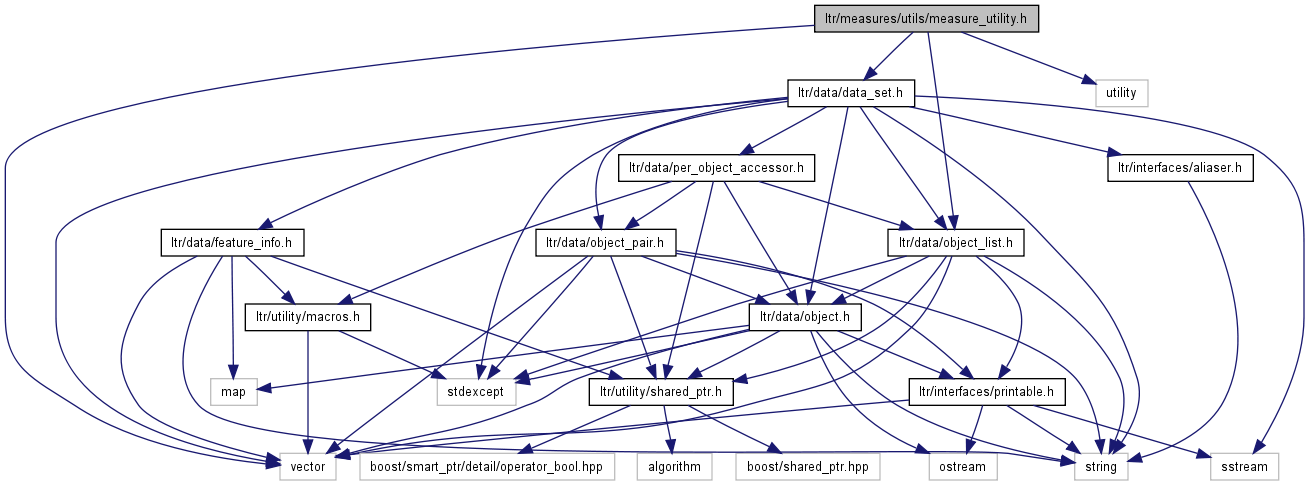 ltr/measures/utils/measure_utility.h
ltr/data/data_set.h
utility
ltr/data/per_object_accessor.h
ltr/interfaces/aliaser.h
ltr/data/feature_info.h
ltr/data/object_pair.h
ltr/data/object_list.h
ltr/utility/macros.h
ltr/data/object.h
map
stdexcept
ltr/utility/shared_ptr.h
ltr/interfaces/printable.h
vector
boost/smart_ptr/detail/operator_bool.hpp
algorithm
boost/shared_ptr.hpp
ostream
string
sstream